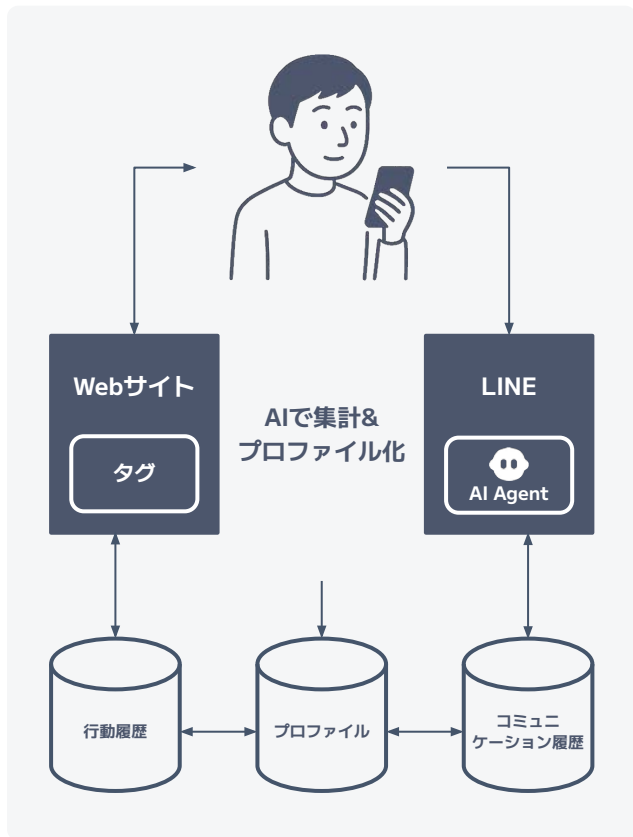 Webサイト
タグ
AIで集計&
プロファイル化
LINE
AI Agent
行動履歴
プロファイル
コミュニ
ケーション履歴